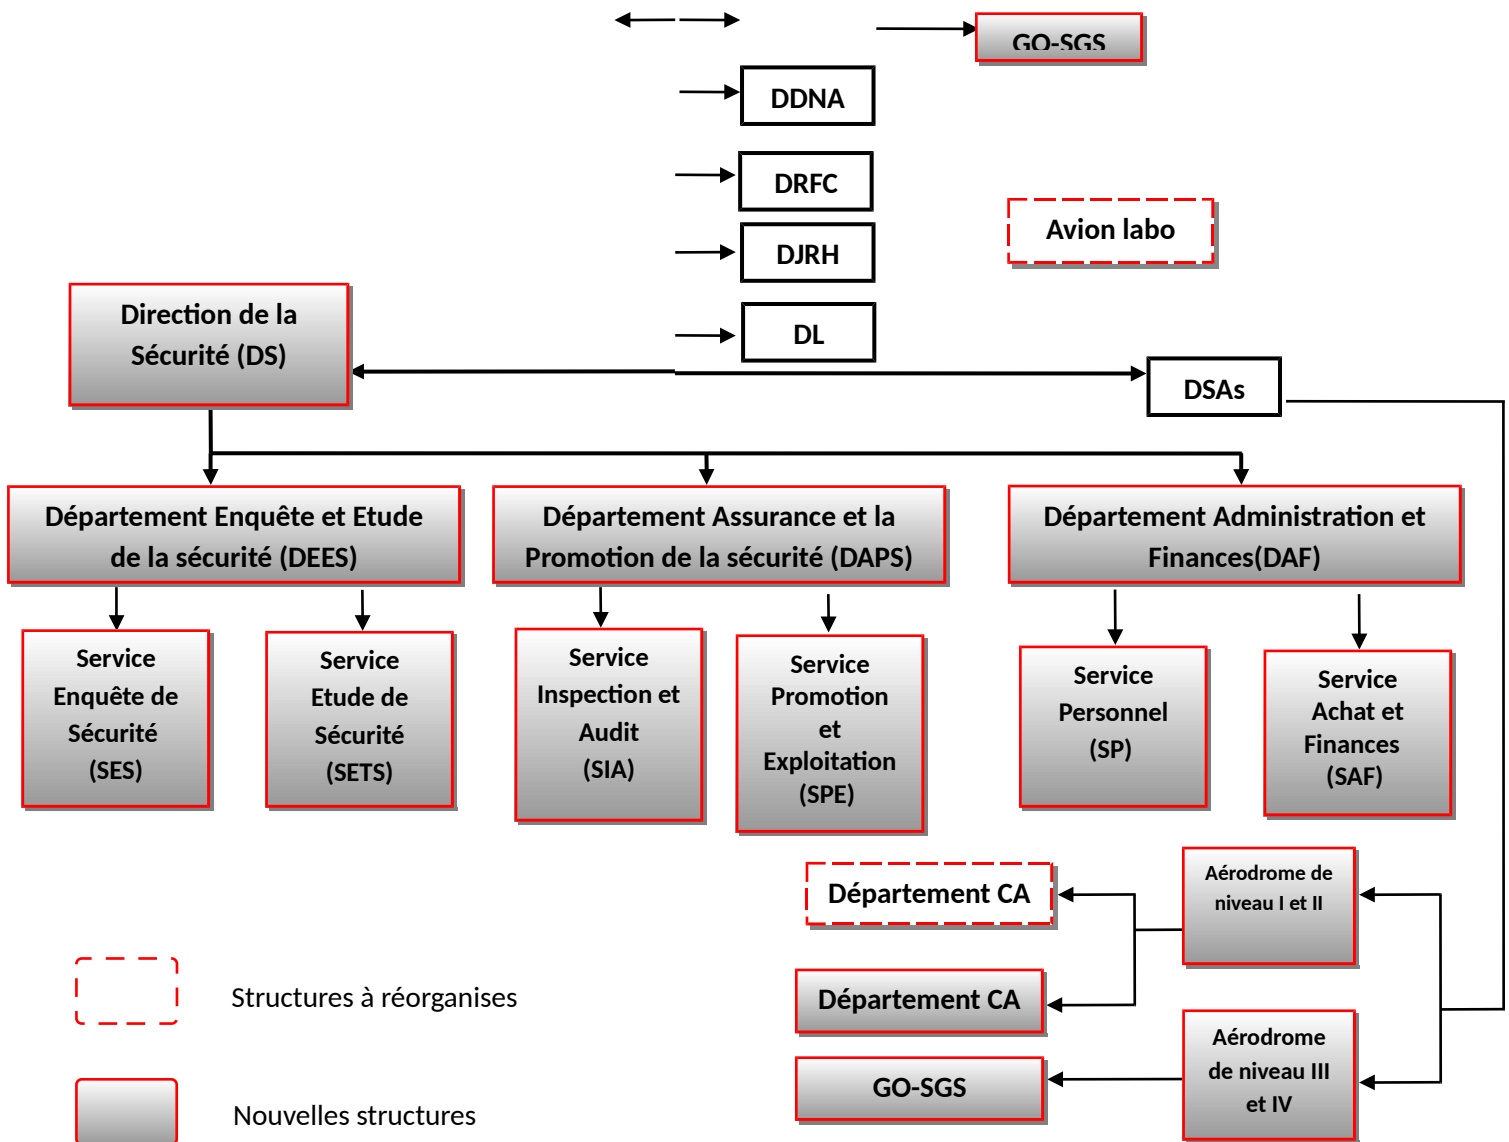 GO-SGS
DDNA
DRFC
Avion labo
DJRH
Direction de la
Sécurité (DS)
DL
DSAs
Département Enquête et Etude
de la sécurité (DEES)
Département Assurance et la
Promotion de la sécurité (DAPS)
Département Administration et
Finances(DAF)
Service
Enquête de
Sécurité
(SES)
Service
Etude de
Sécurité
(SETS)
Service
Inspection et
Audit
(SIA)
Service
Promotion
et
Exploitation
(SPE)
Service
Personnel
(SP)
Service
Achat et
Finances
(SAF)
Département CA
Aérodrome de
niveau I et II
Département CA
GO-SGS
Aérodrome
de niveau III
et IV
Structures à réorganises
Nouvelles structures